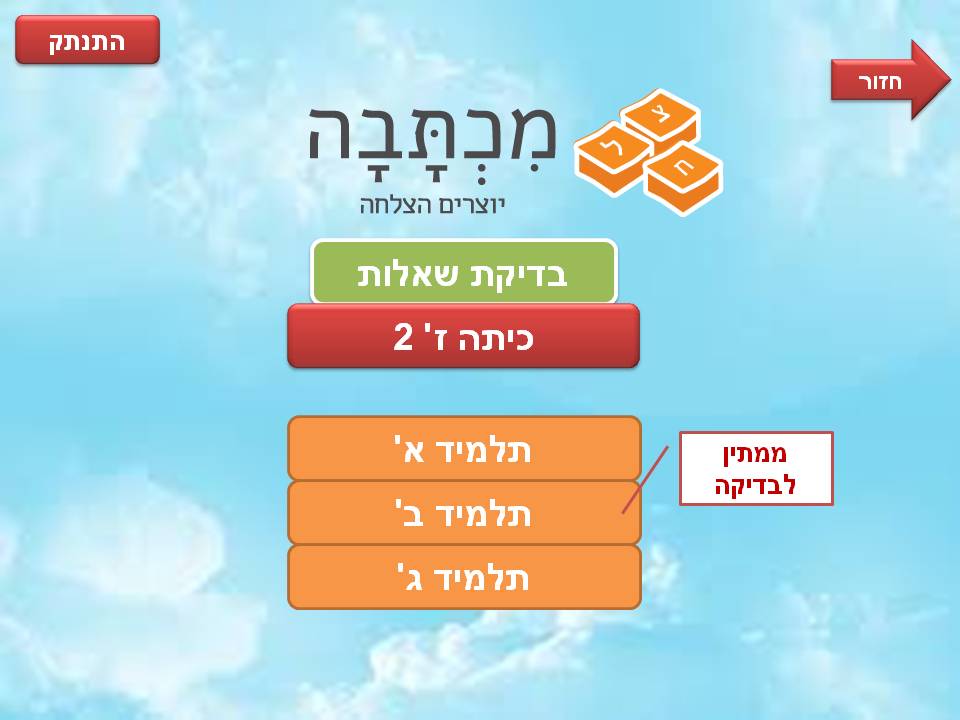 התנתק
חזור
מִכְתָּבָה
צ
ל
ח
יוצרים הצלחה
בדיקת שאלות
כיתה ז' 2
תלמיד א'
ממתין
לבדיקה
תלמיד ב'
תלמיד ג'